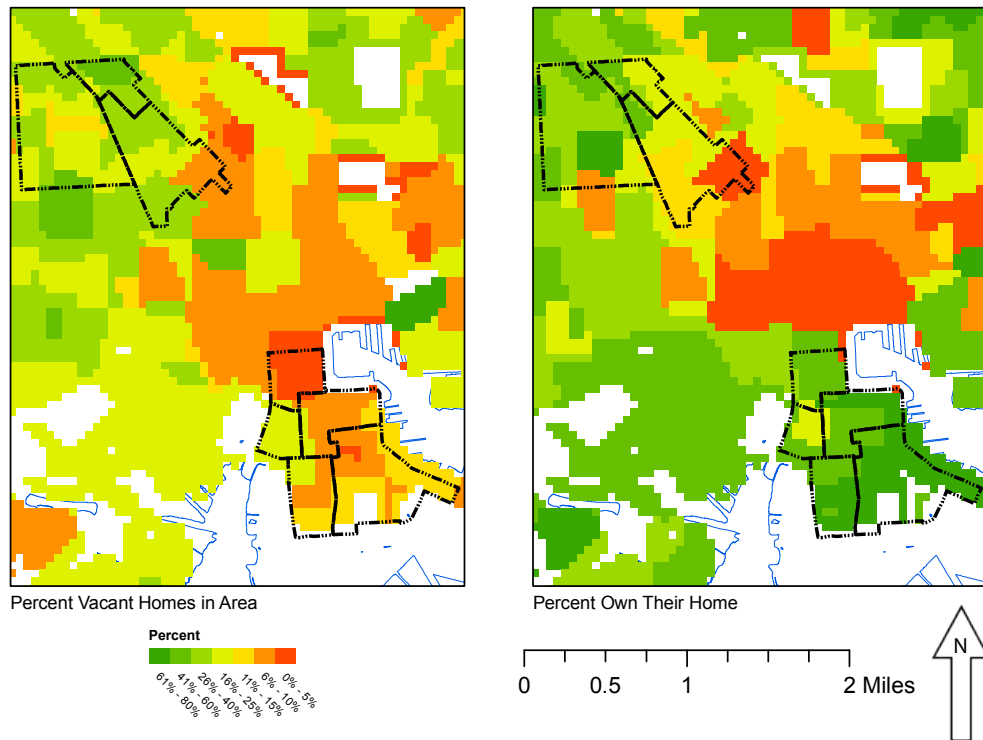 Percent Vacant Homes in Area
Percent Own Their Home
Percent
61% - 80%
41% - 60%
26% - 40%
16% - 25%
11% - 15%
6% - 10%
0% - 5%
0 0.5 1 2 Miles
N